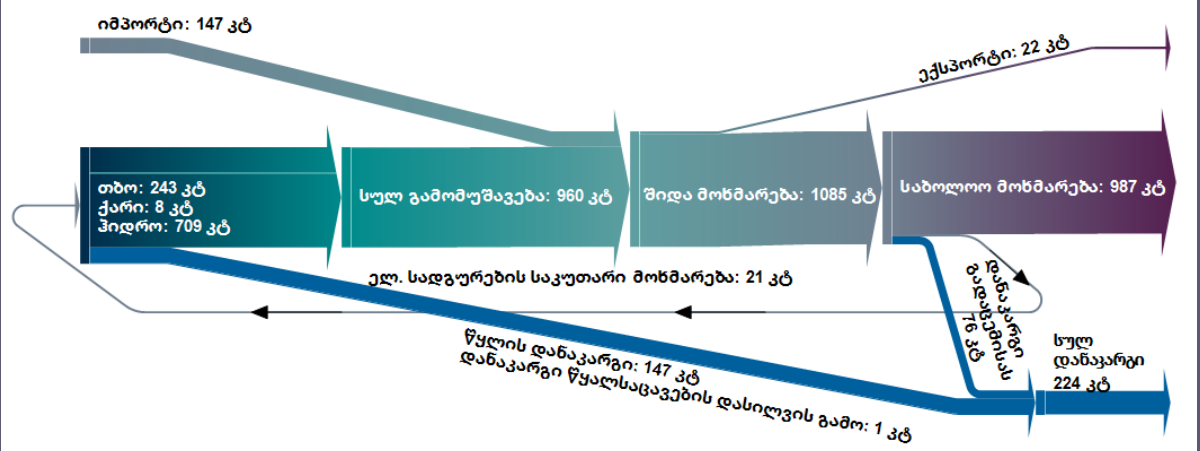 იმპორტი: 147 კტ
ექსპორტი: 22 კტ
თბო: 243 კტ
ქარი: 8 კტ
ჰიდრო: 709 კტ
სულ გამომუშავება: 960 კტ
შიდა მოხმარება: 1085 კტ
საბოლოო მოხმარება: 987 კტ
ელ. სადგურების საკუთარი მოხმარება: 21 კტ
დანაკარგი
გადაცემისას
76 კტ
წყლის დანაკარგი: 147 კტ
დანაკარგი წყალსაცავების დასილვის გამო: 1 კტ
სულ
დანაკარგი
224 კტ